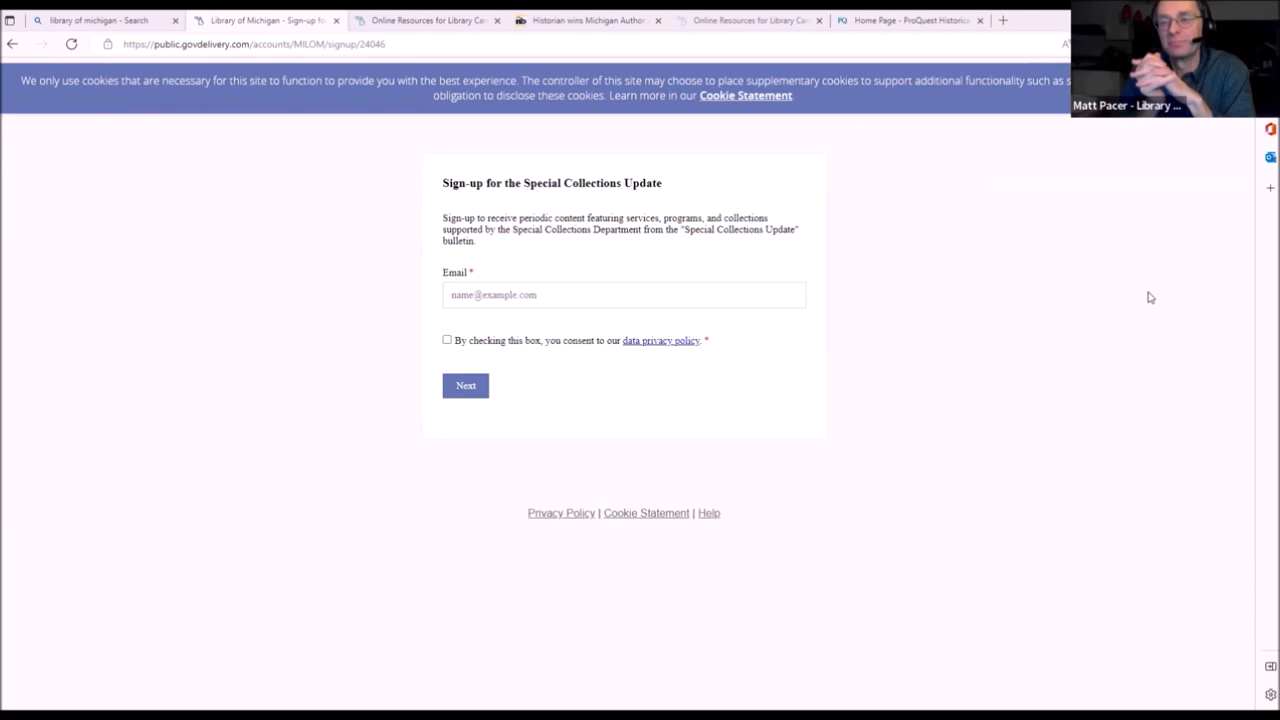 library of michigan - Search
Library of Michigan - Sign-up fo
Online Resources for Library Car
Historian wins Michigan Author
Online Resources for Library Car
PQ Home Page - ProQuest Historica
https://public.govdelivery.com/accounts/MILOM/signup/24046
We only use cookies that are necessary for this site to function to provide you with the best experience. The controller of this site may choose to place supplementary cookies to support additional functionality such as
obligation to disclose these cookies. Learn more in our Cookie Statement.
Matt Pacer - Library ...
Sign-up for the Special Collections Update
Sign-up to receive periodic content featuring services, programs, and collections
supported by the Special Collections Department from the "Special Collections Update"
bulletin.
Email *
name@example.com
By checking this box, you consent to our data privacy policy. *
Next
Privacy Policy | Cookie Statement | Help